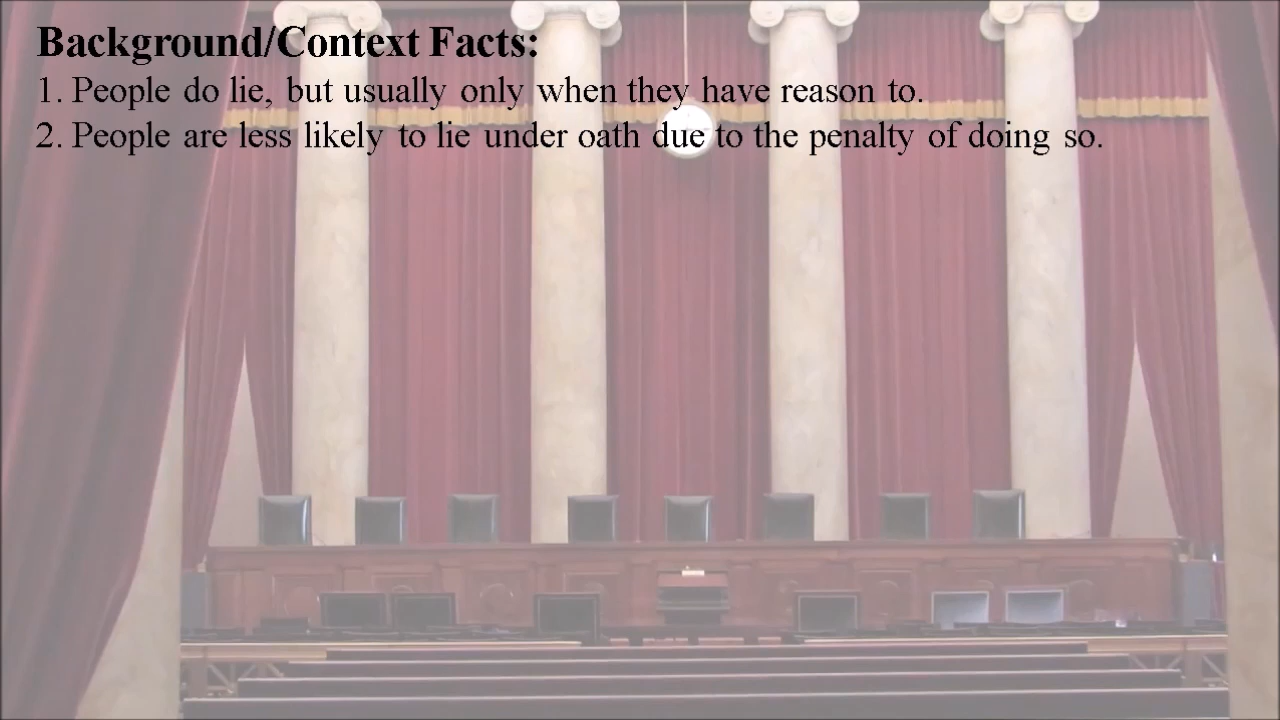 Background/Context Facts:
1. People do lie, but usually only when they have reason to.
2. People are less likely to lie under oath due to the penalty of doing so.